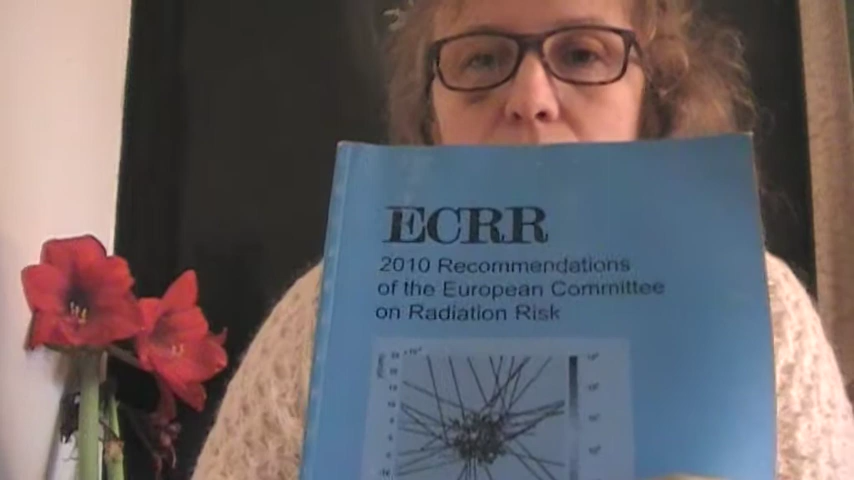 ECRR
2010 Recommendations
of the European Committee
on Radiation Risk